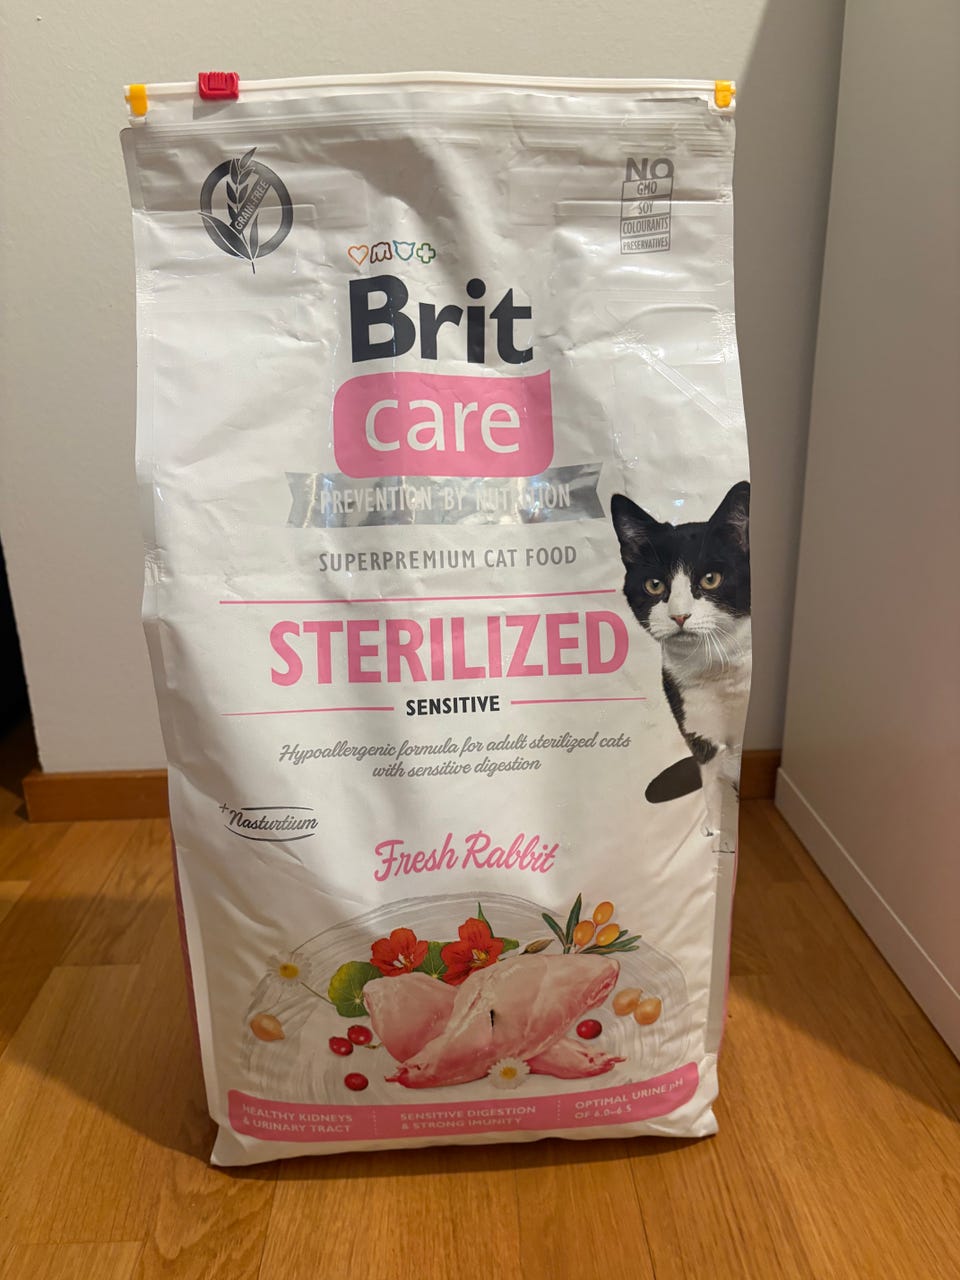 GRAIN-FREE
NO
GMO
SOY
COLOURANTS
PRESERVATIVES
Brit
care
PREVENTION BY NUTRITION
SUPERPREMIUM CAT FOOD
STERILIZED
SENSITIVE
Hypoallergenic formula for adult sterilized cats
with sensitive digestion
+Nasturtium
Fresh Rabbit
HEALTHY KIDNEYS
& URINARY TRACT
SENSITIVE DIGESTION
& STRONG IMUNITY
OPTIMAL URINE pH
OF 6.0–6.5